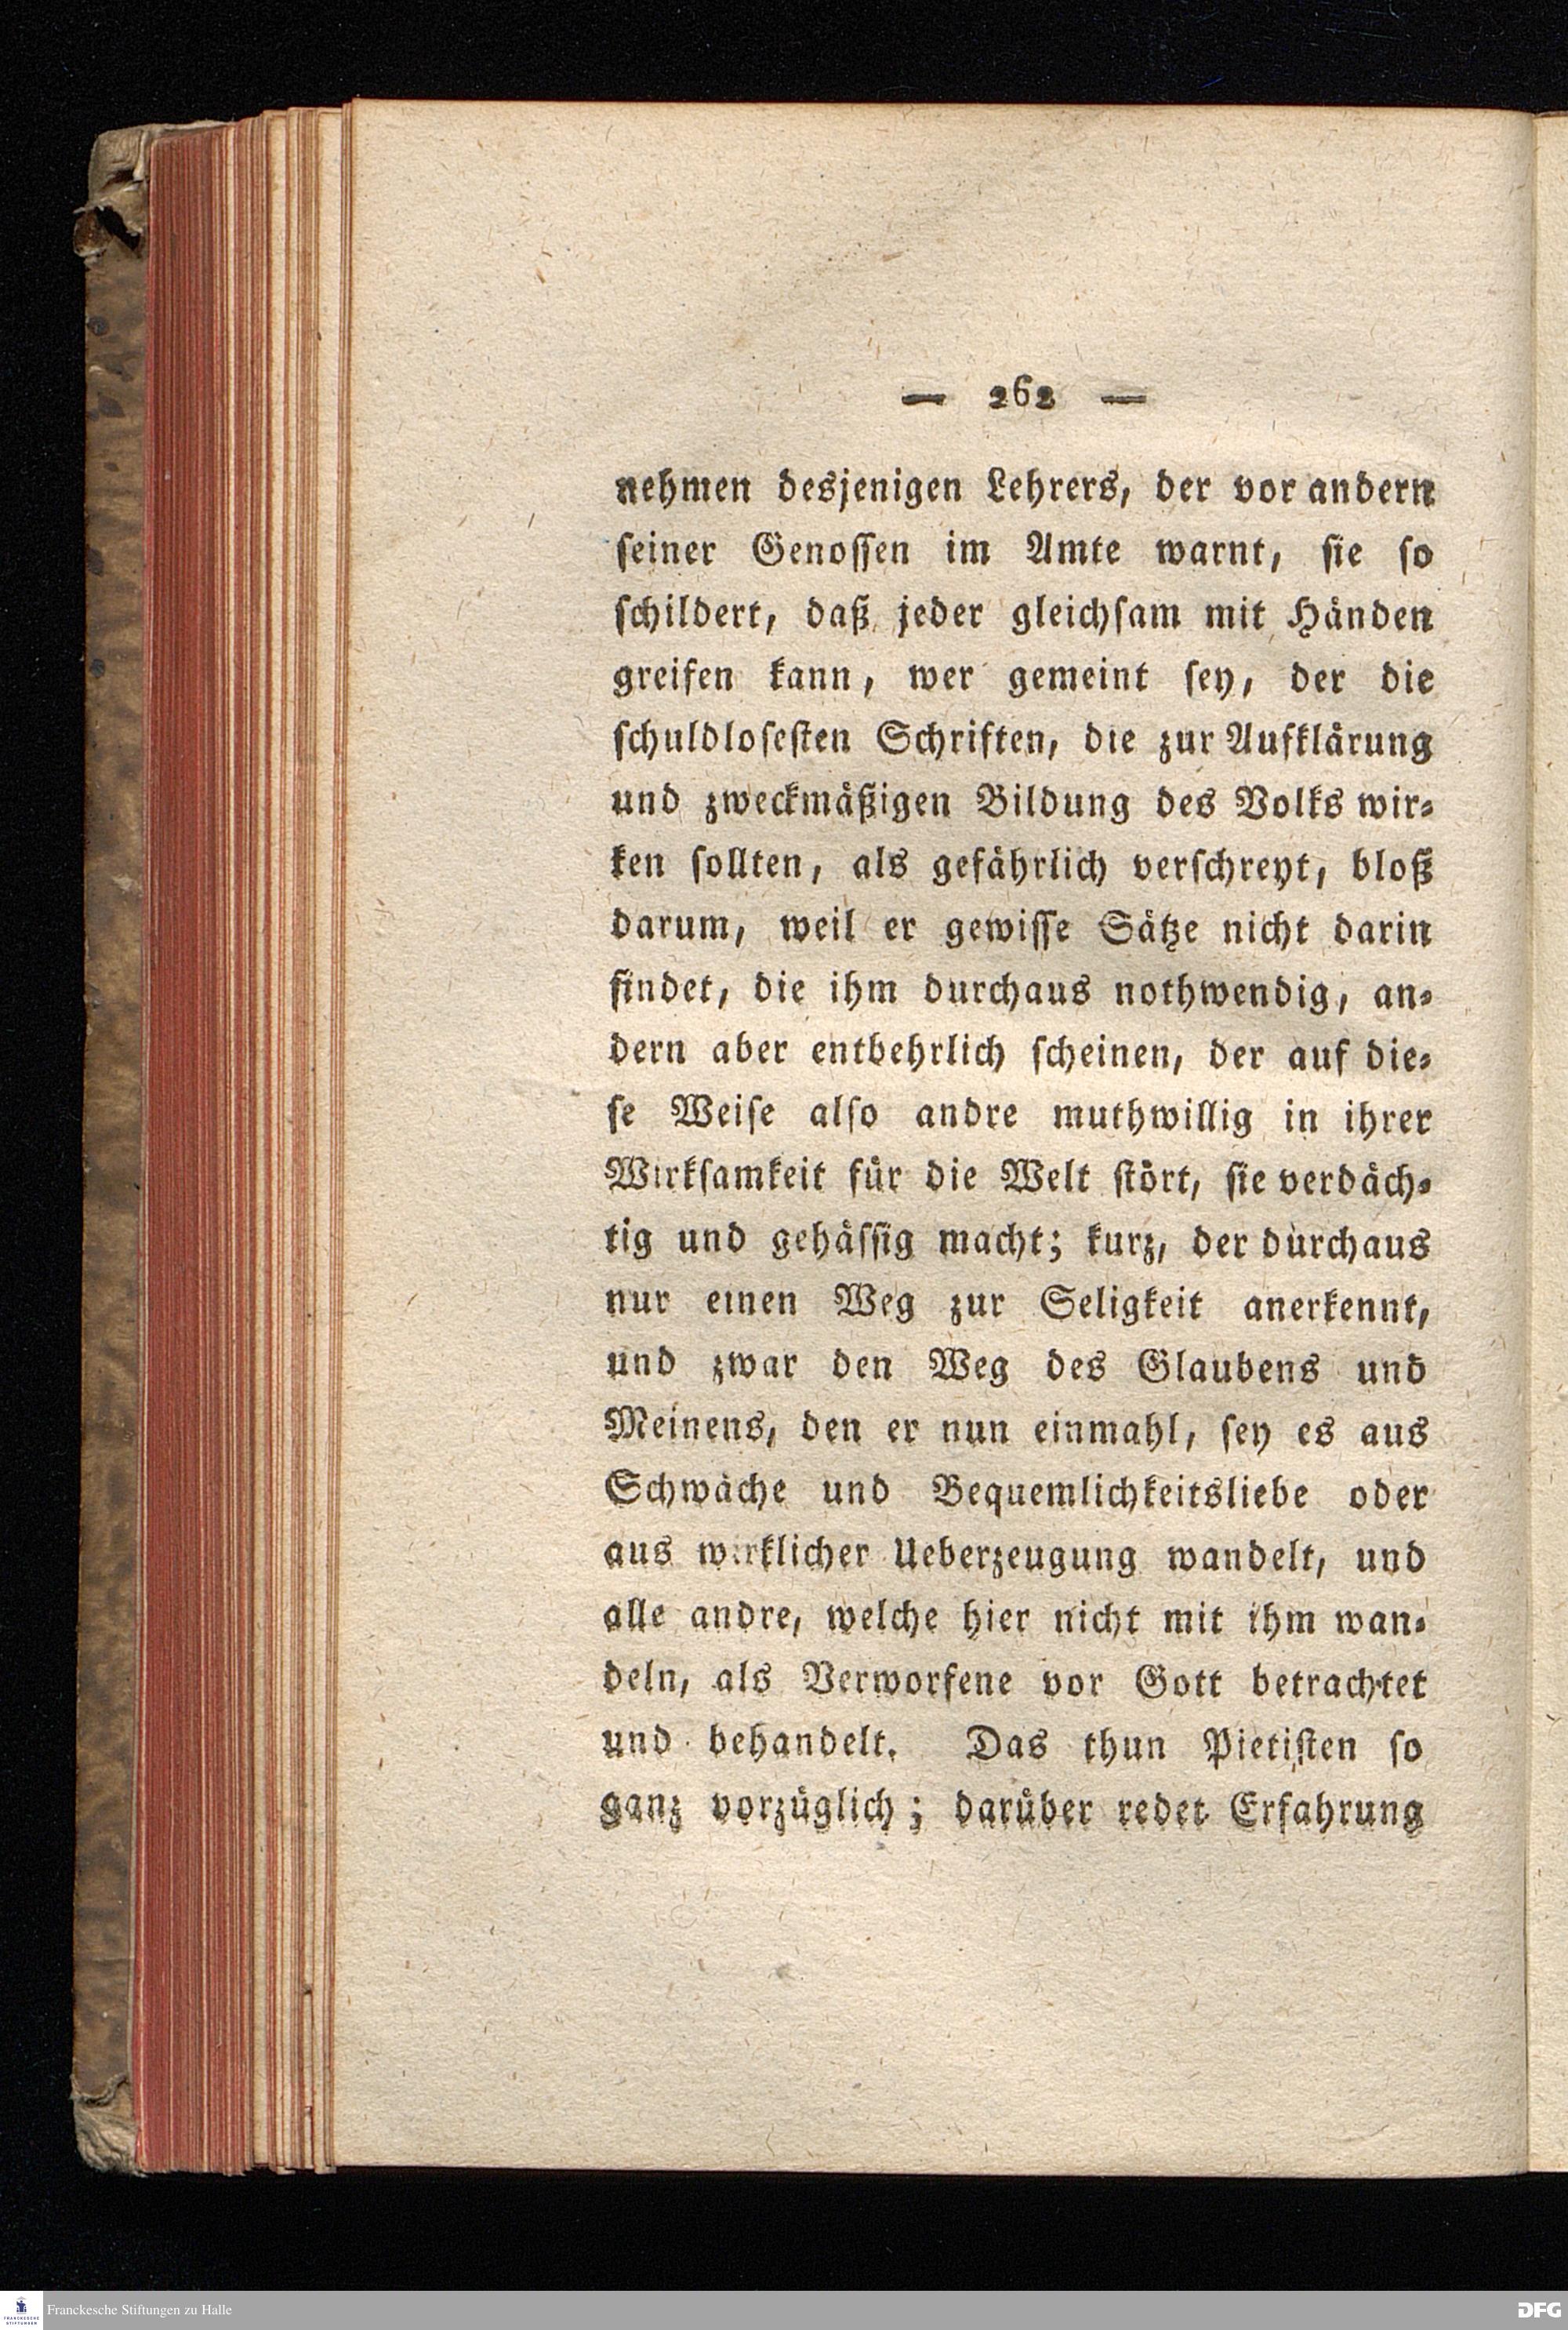 — 262 —
nehmen desjenigen Lehrers, der vor andern
ſeiner Genoſſen im Amte warnt, ſie ſo
ſchildert, daß jeder gleichſam mit Händen
greifen kann, wer gemeint ſey, der die
ſchuldloſeſten Schriften, die zur Aufklärung
und zweckmäßigen Bildung des Volks wir⸗
ken ſollten, als gefährlich verſchreyt, bloß
darum, weil er gewiſſe Sätze nicht darin
findet, die ihm durchaus nothwendig, an⸗
dern aber entbehrlich ſcheinen, der auf die⸗
ſe Weiſe alſo andre muthwillig in ihrer
Wirkſamkeit für die Welt ſtört, ſie verdäch⸗
tig und gehäſſig macht; kurz, der durchaus
nur einen Weg zur Seligkeit anerkennt,
und zwar den Weg des Glaubens und
Meinens, den er nun einmahl, ſey es aus
Schwäche und Bequemlichkeitsliebe oder
aus wirklicher Ueberzeugung wandelt, und
alle andre, welche hier nicht mit ihm wan⸗
deln, als Verworfene vor Gott betrachtet
und behandelt. Das thun Pietiſten ſo
ganz vorzüglich; darüber redet Erfahrung
FRANCKESCHE
STIFTUNGEN
Franckesche Stiftungen zu Halle
DFG